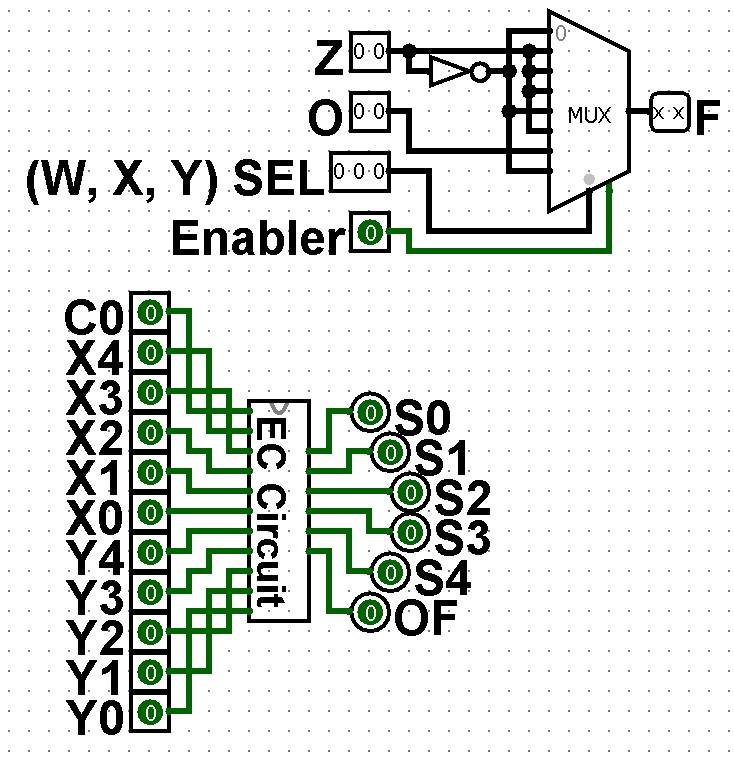 Z 0 0
0
MUX
x x F
O 0 0
(W, X, Y) SEL 0 0 0
Enabler 0
C0 0
X4 0
X3 0
X2 0
X1 0
X0 0
Y4 0
Y3 0
Y2 0
Y1 0
Y0 0
EC Circuit
0 S0
0 S1
0 S2
0 S3
0 S4
0 OF